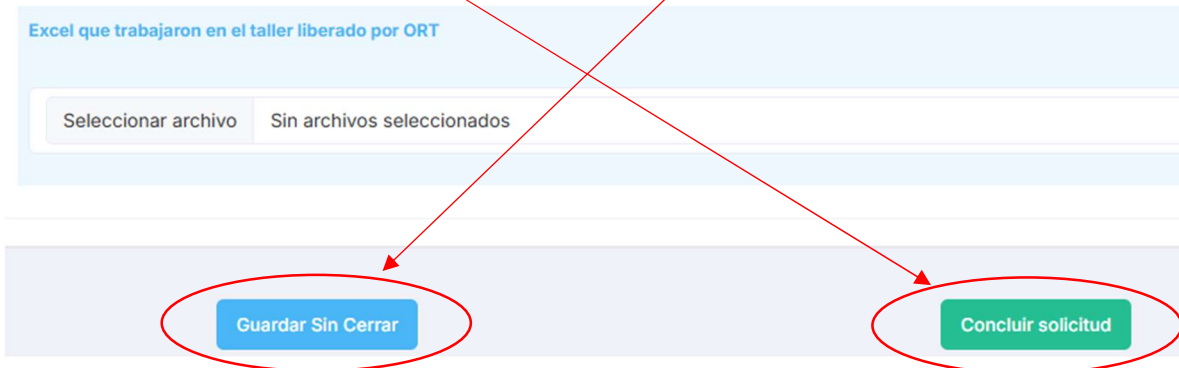 Excel que trabajaron en el taller liberado por ORT
Seleccionar archivo Sin archivos seleccionados
Guardar Sin Cerrar Concluir solicitud